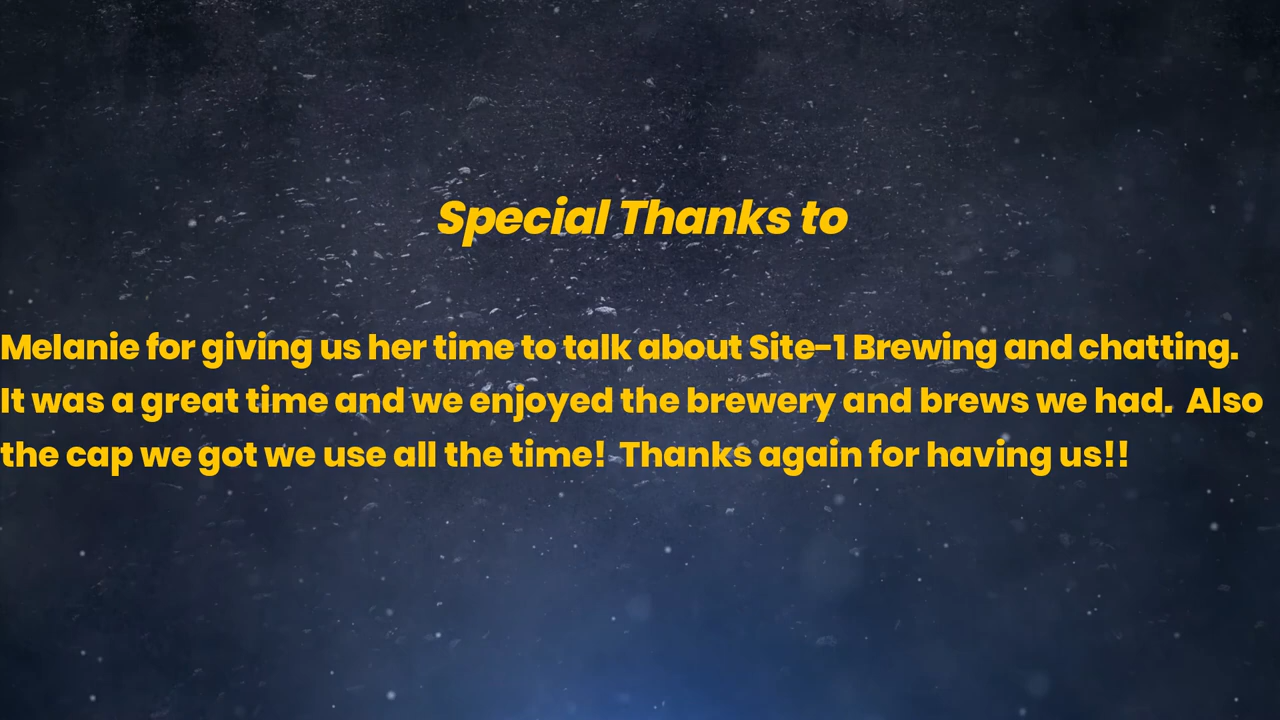 Special Thanks to
Melanie for giving us her time to talk about Site-1 Brewing and chatting.
It was a great time and we enjoyed the brewery and brews we had.  Also
the cap we got we use all the time!  Thanks again for having us!!